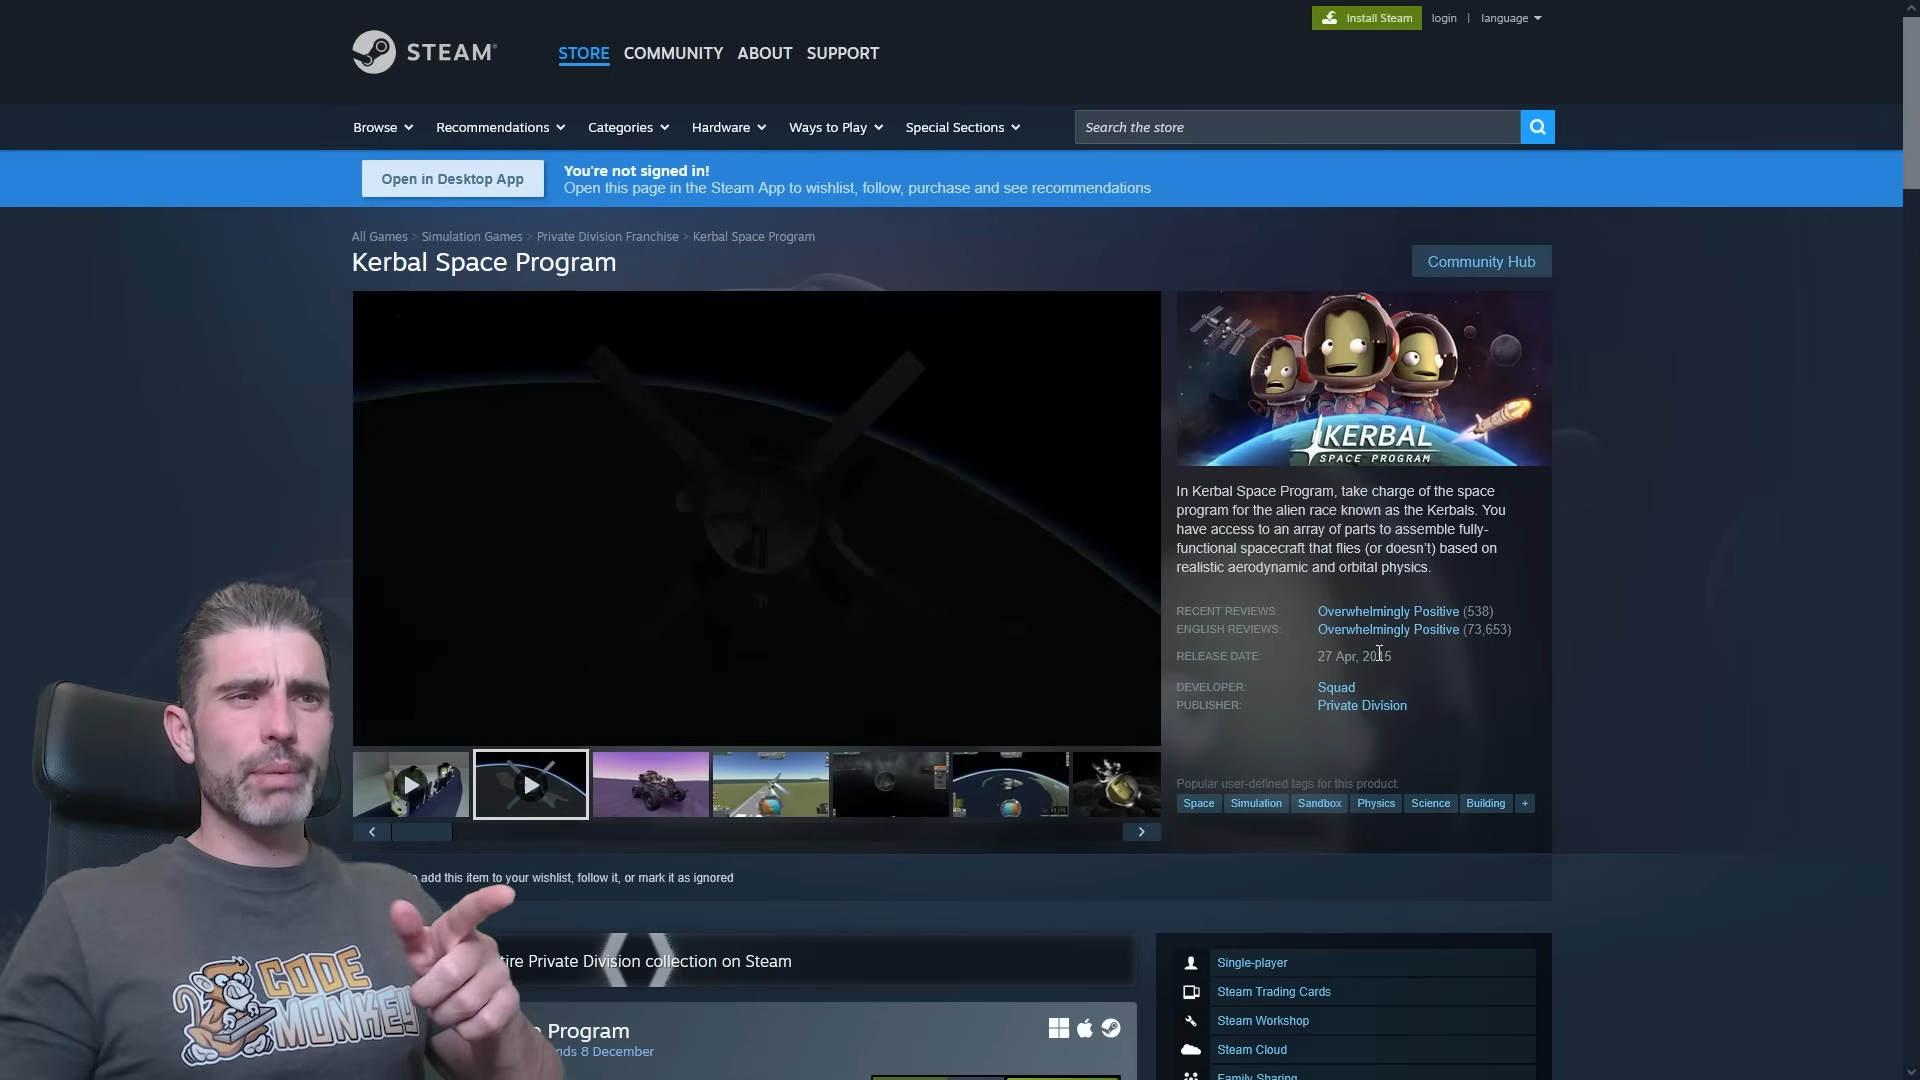 Install Steam
login
|
language
STEAM®
STORE
COMMUNITY
ABOUT
SUPPORT
Browse
Recommendations
Categories
Hardware
Ways to Play
Special Sections
Search the store
Open in Desktop App
You're not signed in!
Open this page in the Steam App to wishlist, follow, purchase and see recommendations
All Games > Simulation Games > Private Division Franchise > Kerbal Space Program
Kerbal Space Program
Community Hub
KERBAL
SPACE PROGRAM
In Kerbal Space Program, take charge of the space
program for the alien race known as the Kerbals. You
have access to an array of parts to assemble fully-
functional spacecraft that flies (or doesn't) based on
realistic aerodynamic and orbital physics.
RECENT REVIEWS: Overwhelmingly Positive (538)
ENGLISH REVIEWS: Overwhelmingly Positive (73,653)
RELEASE DATE: 27 Apr, 2015
DEVELOPER: Squad
PUBLISHER: Private Division
Popular user-defined tags for this product:
Space
Simulation
Sandbox
Physics
Science
Building
+
add this item to your wishlist, follow it, or mark it as ignored
Private Division collection on Steam
Program
8 December
Single-player
Steam Trading Cards
Steam Workshop
Steam Cloud
Family Sharing
CODE
MONKEY